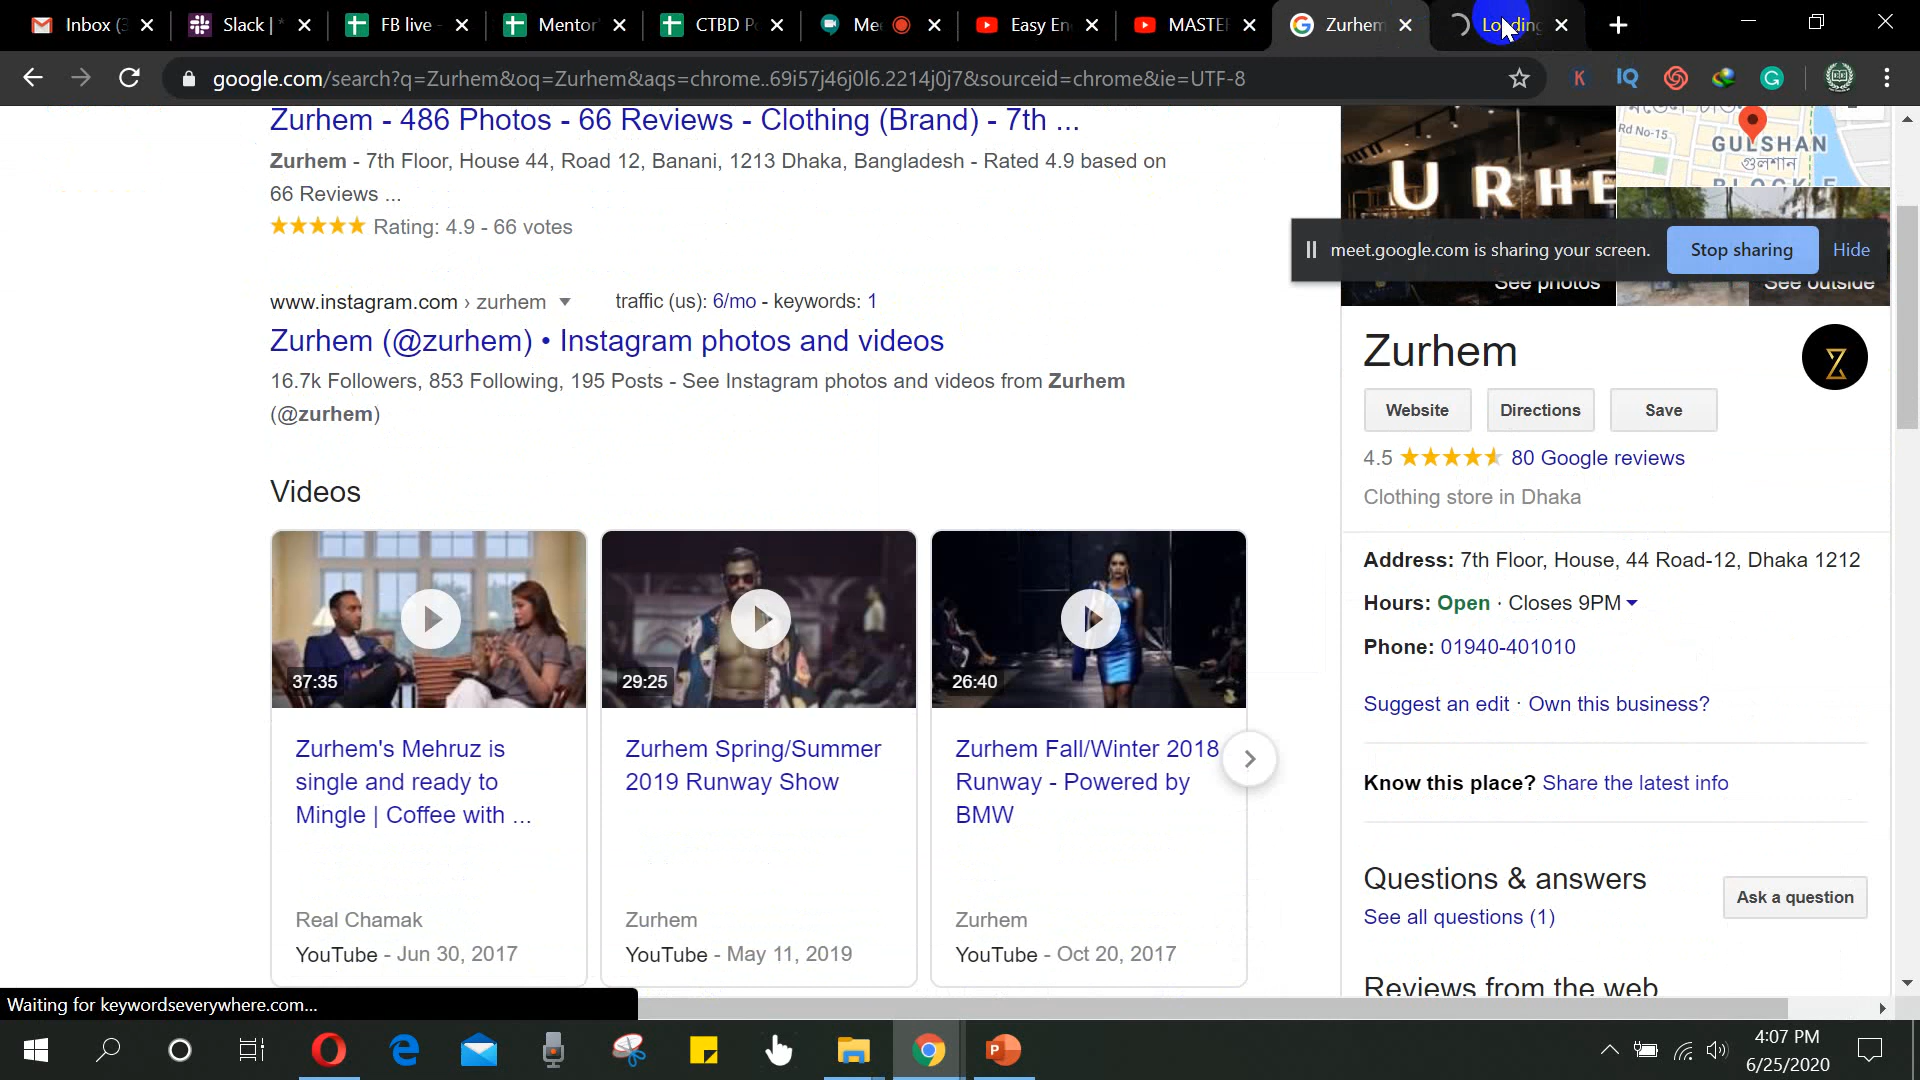 Inbox (3
Slack | *
FB live -
Mentor
CTBD P
Mee
Easy En
MASTER
Zurhem
Loading
google.com/search?q=Zurhem&oq=Zurhem&aqs=chrome..69i57j46j0l6.2214j0j7&sourceid=chrome&ie=UTF-8
Zurhem - 486 Photos - 66 Reviews - Clothing (Brand) - 7th ...
Zurhem - 7th Floor, House 44, Road 12, Banani, 1213 Dhaka, Bangladesh - Rated 4.9 based on
66 Reviews ...
Rating: 4.9 - 66 votes
www.instagram.com › zurhem
traffic (us): 6/mo - keywords: 1
Zurhem (@zurhem) • Instagram photos and videos
16.7k Followers, 853 Following, 195 Posts - See Instagram photos and videos from Zurhem
(@zurhem)
Videos
37:35
Zurhem's Mehruz is
single and ready to
Mingle | Coffee with ...
Real Chamak
YouTube - Jun 30, 2017
29:25
Zurhem Spring/Summer
2019 Runway Show
Zurhem
YouTube - May 11, 2019
26:40
Zurhem Fall/Winter 2018
Runway - Powered by
BMW
Zurhem
YouTube - Oct 20, 2017
URHE
Rd No-15
GULSHAN
গুলশান
meet.google.com is sharing your screen.
Stop sharing
Hide
See photos
See outside
Zurhem
Website
Directions
Save
4.5
80 Google reviews
Clothing store in Dhaka
Address: 7th Floor, House, 44 Road-12, Dhaka 1212
Hours: Open · Closes 9PM
Phone: 01940-401010
Suggest an edit · Own this business?
Know this place? Share the latest info
Questions & answers
See all questions (1)
Ask a question
Reviews from the web
Waiting for keywordseverywhere.com...
4:07 PM
6/25/2020